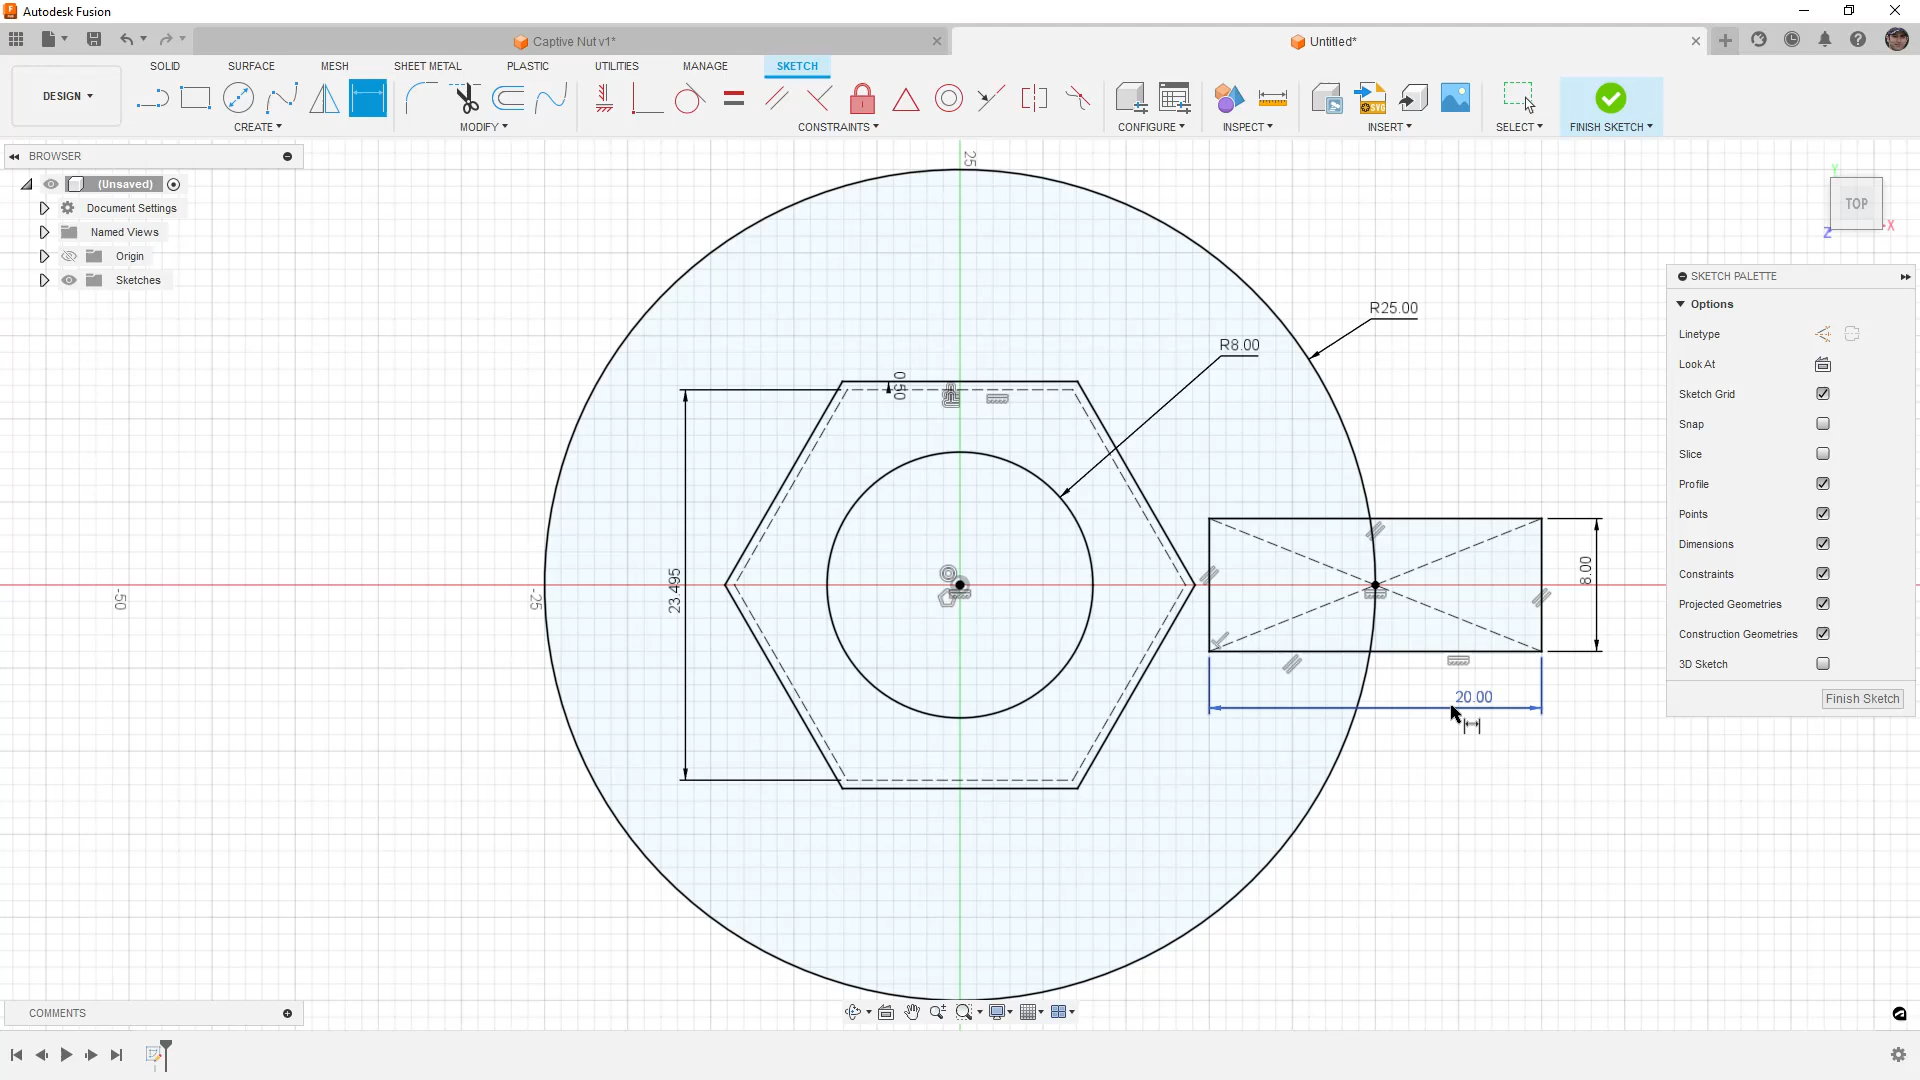 Autodesk Fusion
Captive Nut v1*
Untitled*
DESIGN
SOLID
SURFACE
MESH
SHEET METAL
PLASTIC
UTILITIES
MANAGE
SKETCH
CREATE
MODIFY
CONSTRAINTS
CONFIGURE
INSPECT
INSERT
SELECT
FINISH SKETCH
BROWSER
(Unsaved)
Document Settings
Named Views
Origin
Sketches
25
TOP
Y
X
Z
R25.00
R8.00
0.50
23.495
8.00
20.00
-50
-25
SKETCH PALETTE
Options
Linetype
Look At
Sketch Grid
Snap
Slice
Profile
Points
Dimensions
Constraints
Projected Geometries
Construction Geometries
3D Sketch
Finish Sketch
COMMENTS